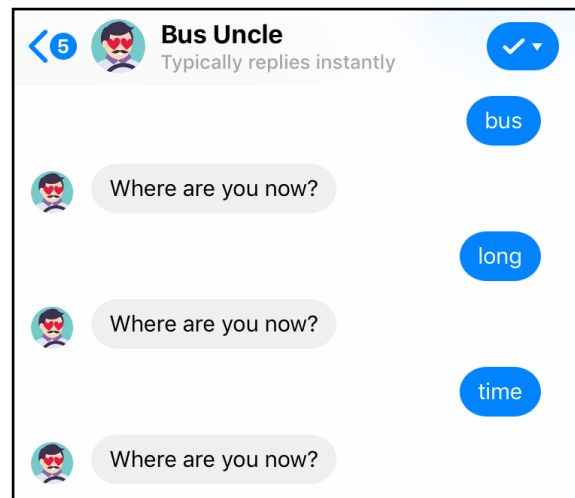 5
Bus Uncle
Typically replies instantly
bus
Where are you now?
long
Where are you now?
time
Where are you now?